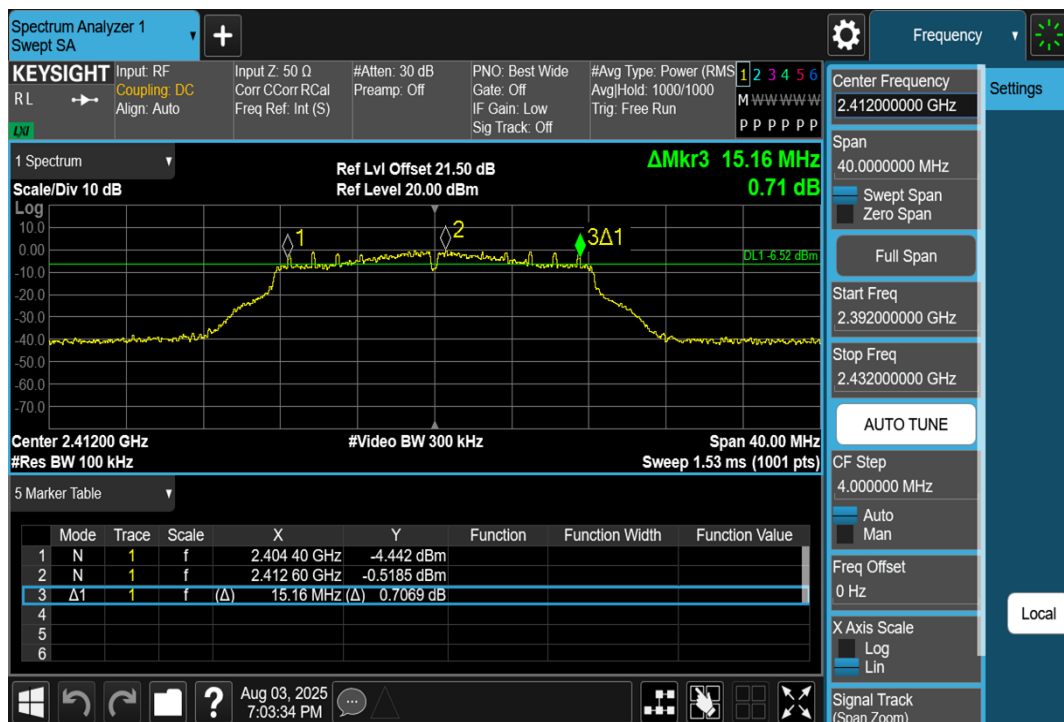 Spectrum Analyzer 1
Swept SA
Frequency
KEYSIGHT
RL
LXI
Input: RF
Coupling: DC
Align: Auto
Input Z: 50 Ω
Corr CCorr RCal
Freq Ref: Int (S)
#Atten: 30 dB
Preamp: Off
PNO: Best Wide
Gate: Off
IF Gain: Low
Sig Track: Off
#Avg Type: Power (RMS
Avg|Hold: 1000/1000
Trig: Free Run
1 2 3 4 5 6
M W W W W W
P P P P P P
Center Frequency
2.412000000 GHz
Settings
Span
40.0000000 MHz
Swept Span
Zero Span
Full Span
Start Freq
2.392000000 GHz
Stop Freq
2.432000000 GHz
AUTO TUNE
CF Step
4.000000 MHz
Auto
Man
Freq Offset
0 Hz
X Axis Scale
Log
Lin
Local
Signal Track
(Span Zoom)
1 Spectrum
Scale/Div 10 dB
Ref Lvl Offset 21.50 dB
Ref Level 20.00 dBm
ΔMkr3 15.16 MHz
0.71 dB
Log
10.0
0.00
-10.0
-20.0
-30.0
-40.0
-50.0
-60.0
-70.0
1
2
3Δ1
DL1 -6.52 dBm
Center 2.41200 GHz
#Video BW 300 kHz
Span 40.00 MHz
#Res BW 100 kHz
Sweep 1.53 ms (1001 pts)
5 Marker Table
Mode Trace Scale X Y Function Function Width Function Value
1 N 1 f 2.404 40 GHz -4.442 dBm
2 N 1 f 2.412 60 GHz -0.5185 dBm
3 Δ1 1 f (Δ) 15.16 MHz (Δ) 0.7069 dB
4
5
6
?
Aug 03, 2025
7:03:34 PM